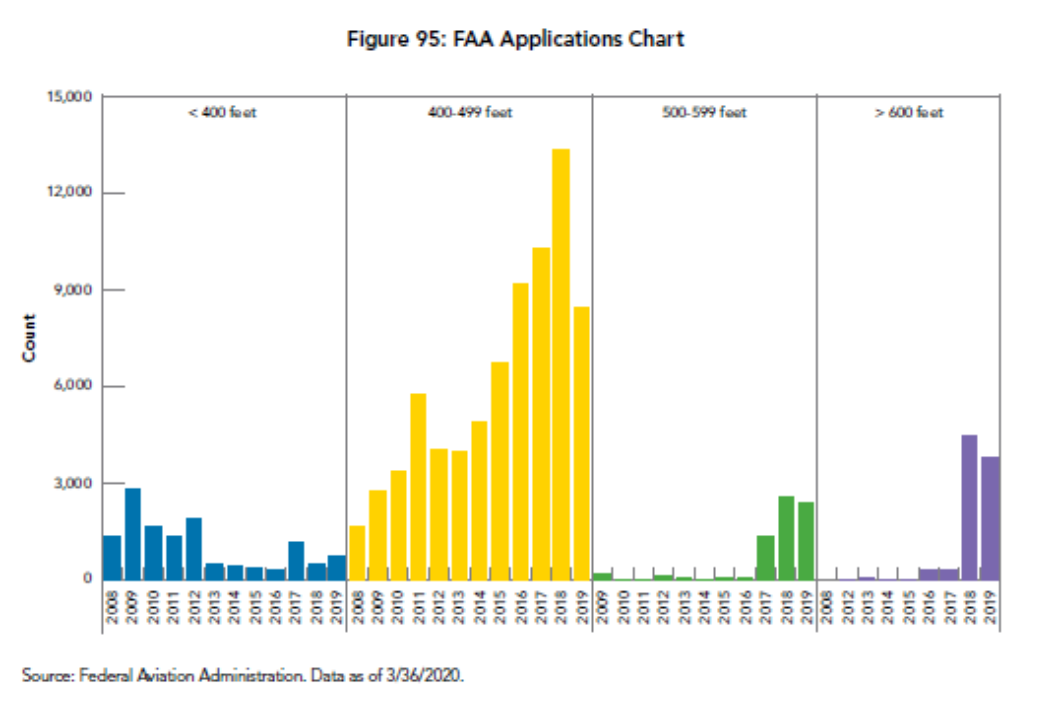 Figure 95: FAA Applications Chart
< 400 feet 400-499 feet 500-599 feet > 600 feet
15,000
12,000
9,000
6,000
3,000
0
Count
2008 2009 2010 2011 2012 2013 2014 2015 2016 2017 2018 2019 2008 2009 2010 2011 2012 2013 2014 2015 2016 2017 2018 2019 2009 2010 2011 2012 2013 2014 2015 2016 2017 2018 2019 2008 2012 2013 2014 2015 2016 2017 2018 2019
Source: Federal Aviation Administration. Data as of 3/36/2020.